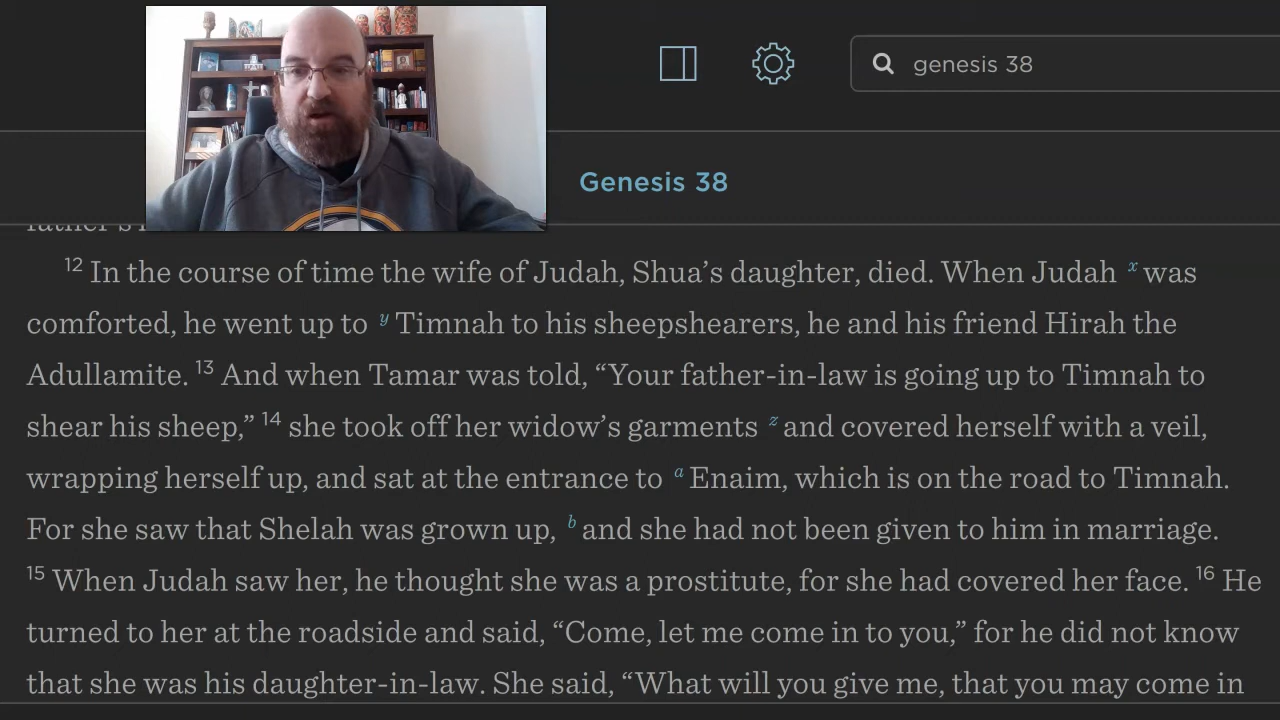 genesis 38
Genesis 38
father's
12 In the course of time the wife of Judah, Shua’s daughter, died. When Judah x was
comforted, he went up to y Timnah to his sheepshearers, he and his friend Hirah the
Adullamite. 13 And when Tamar was told, “Your father-in-law is going up to Timnah to
shear his sheep,” 14 she took off her widow’s garments z and covered herself with a veil,
wrapping herself up, and sat at the entrance to a Enaim, which is on the road to Timnah.
For she saw that Shelah was grown up, b and she had not been given to him in marriage.
15 When Judah saw her, he thought she was a prostitute, for she had covered her face. 16 He
turned to her at the roadside and said, “Come, let me come in to you,” for he did not know
that she was his daughter-in-law. She said, “What will you give me, that you may come in